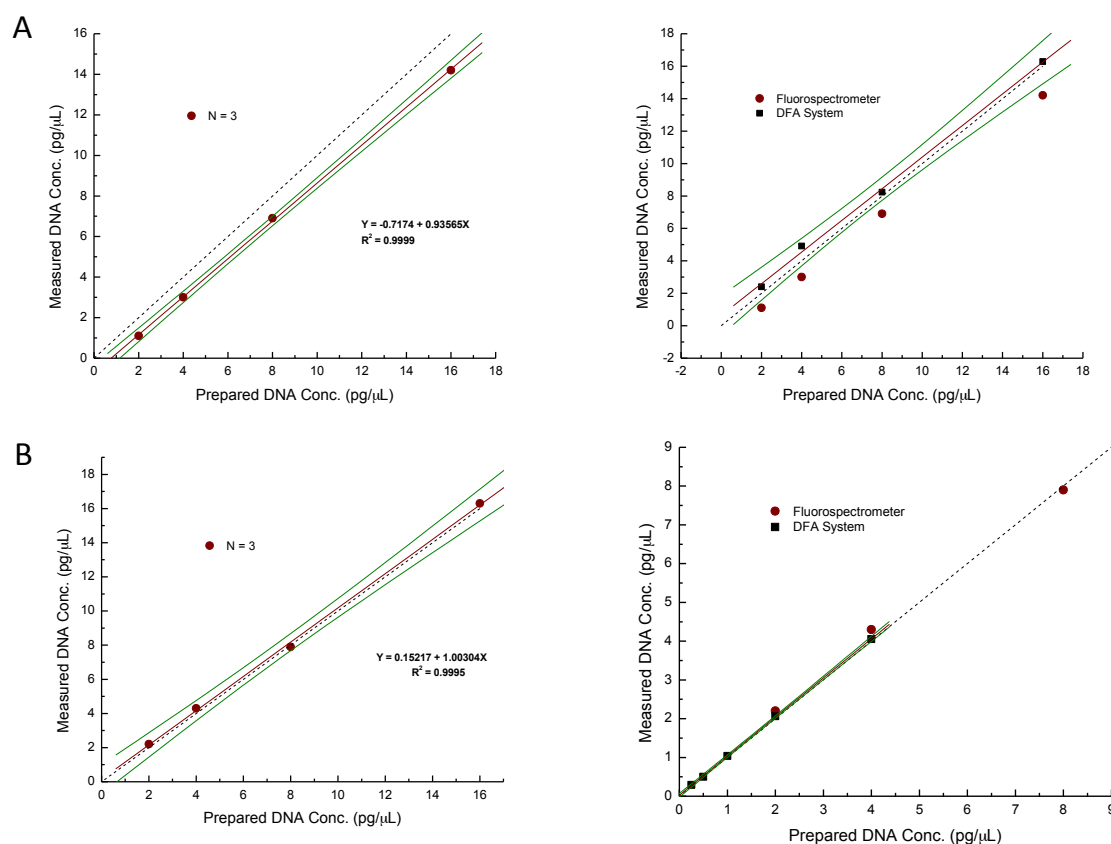 A
Measured DNA Conc. (pg/μL)
16
14
12
10
8
6
4
2
0
N = 3
Y = -0.7174 + 0.93565X
R² = 0.9999
0 2 4 6 8 10 12 14 16 18
Prepared DNA Conc. (pg/μL)
Measured DNA Conc. (pg/μL)
18
16
14
12
10
8
6
4
2
0
-2
Fluorospectrometer
DFA System
-2 0 2 4 6 8 10 12 14 16 18
Prepared DNA Conc. (pg/μL)
B
Measured DNA Conc. (pg/μL)
18
16
14
12
10
8
6
4
2
0
N = 3
Y = 0.15217 + 1.00304X
R² = 0.9995
0 2 4 6 8 10 12 14 16
Prepared DNA Conc. (pg/μL)
Measured DNA Conc. (pg/μL)
9
8
7
6
5
4
3
2
1
0
Fluorospectrometer
DFA System
0 1 2 3 4 5 6 7 8 9
Prepared DNA Conc. (pg/μL)